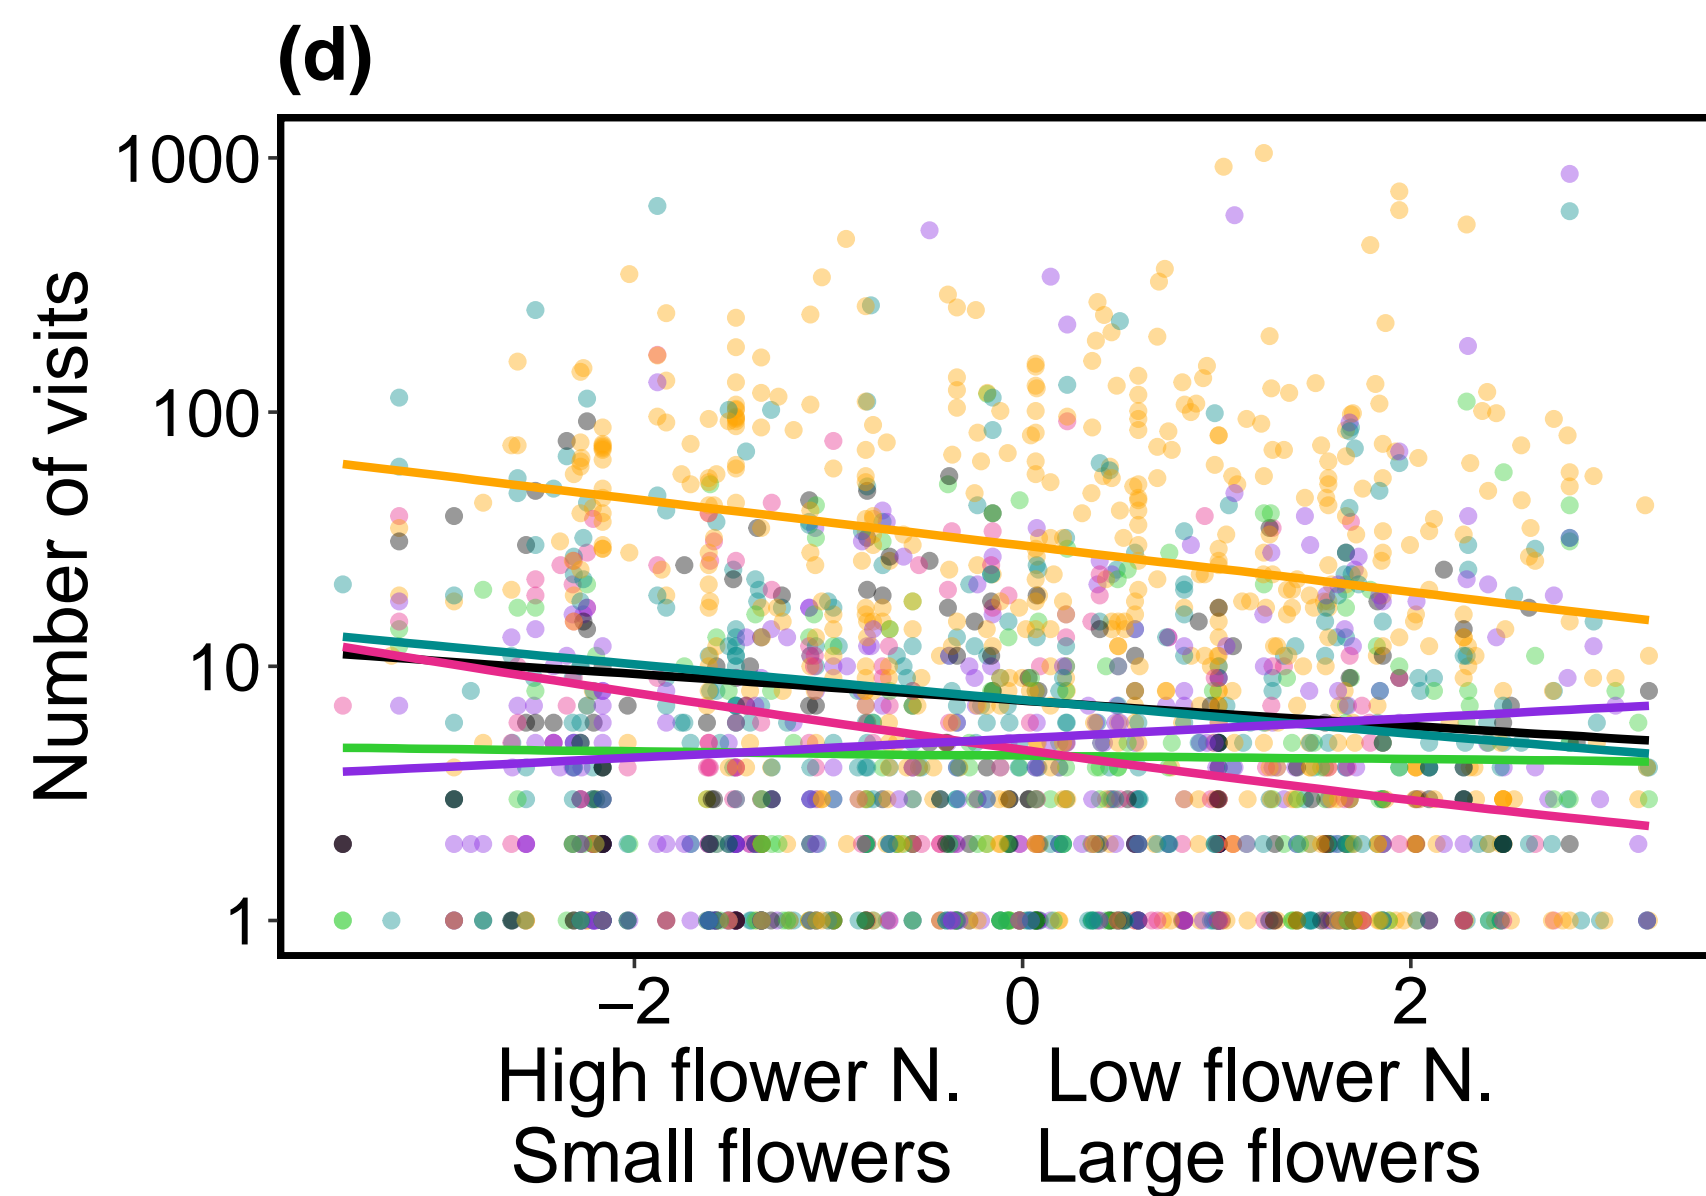 (d)
1000
100
10
1
Number of visits
−2 0 2
High flower N. Low flower N.
Small flowers Large flowers